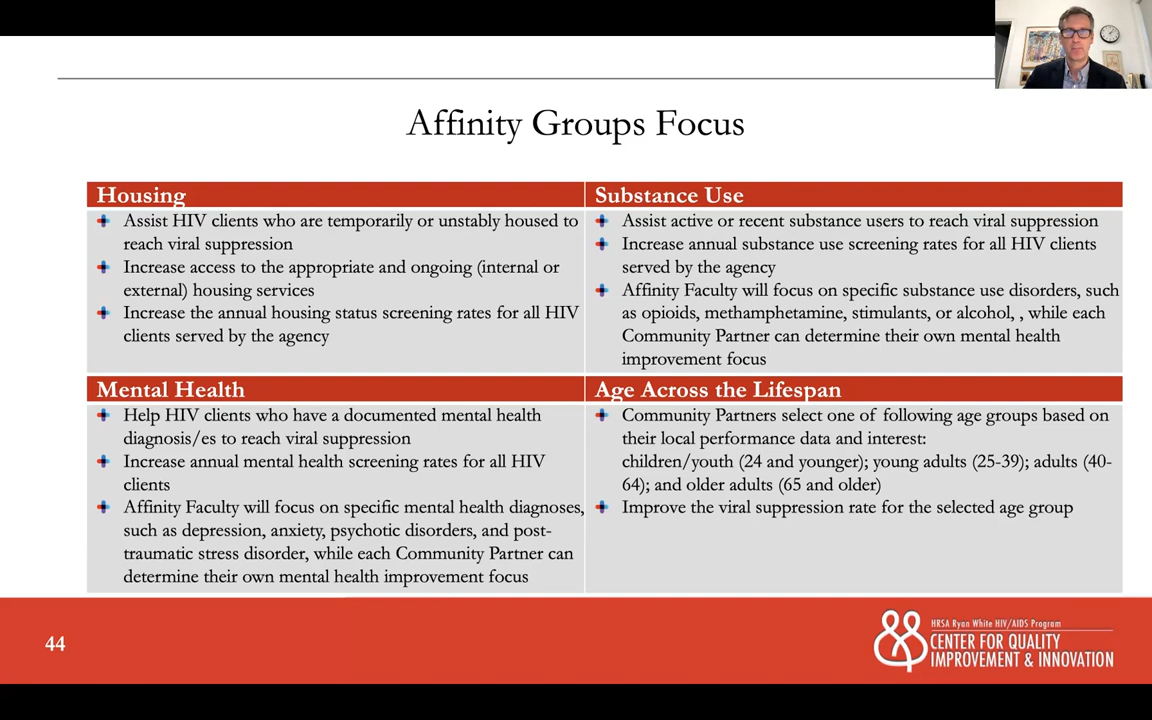 Affinity Groups Focus
Housing
Assist HIV clients who are temporarily or unstably housed to
reach viral suppression
Increase access to the appropriate and ongoing (internal or
external) housing services
Increase the annual housing status screening rates for all HIV
clients served by the agency
Substance Use
Assist active or recent substance users to reach viral suppression
Increase annual substance use screening rates for all HIV clients
served by the agency
Affinity Faculty will focus on specific substance use disorders, such
as opioids, methamphetamine, stimulants, or alcohol, , while each
Community Partner can determine their own mental health
improvement focus
Mental Health
Help HIV clients who have a documented mental health
diagnosis/es to reach viral suppression
Increase annual mental health screening rates for all HIV
clients
Affinity Faculty will focus on specific mental health diagnoses,
such as depression, anxiety, psychotic disorders, and post-
traumatic stress disorder, while each Community Partner can
determine their own mental health improvement focus
Age Across the Lifespan
Community Partners select one of following age groups based on
their local performance data and interest:
children/youth (24 and younger); young adults (25-39); adults (40-
64); and older adults (65 and older)
Improve the viral suppression rate for the selected age group
44
HRSA Ryan White HIV/AIDS Program
CENTER FOR QUALITY
IMPROVEMENT & INNOVATION